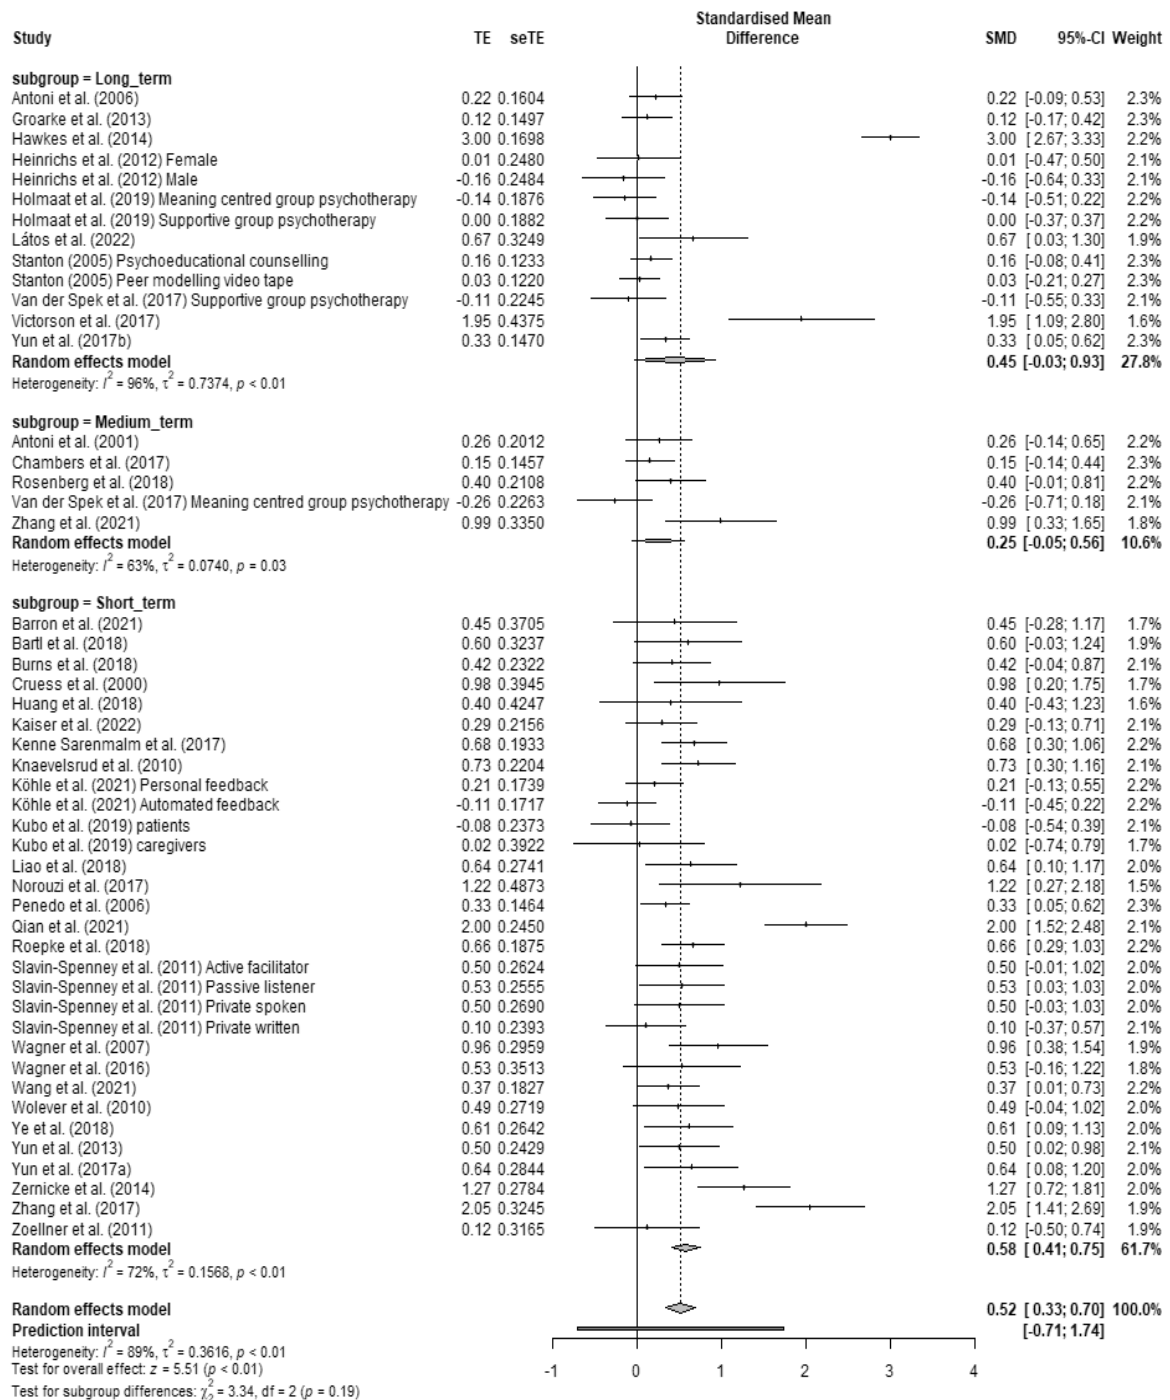 Standardised Mean
Study TE seTE Difference SMD 95%-CI Weight
subgroup = Long_term
Antoni et al. (2006) 0.22 0.1604 0.22 [-0.09; 0.53] 2.3%
Groarke et al. (2013) 0.12 0.1497 0.12 [-0.17; 0.42] 2.3%
Hawkes et al. (2014) 3.00 0.1698 3.00 [ 2.67; 3.33] 2.2%
Heinrichs et al. (2012) Female 0.01 0.2480 0.01 [-0.47; 0.50] 2.1%
Heinrichs et al. (2012) Male -0.16 0.2484 -0.16 [-0.64; 0.33] 2.1%
Holmaat et al. (2019) Meaning centred group psychotherapy -0.14 0.1876 -0.14 [-0.51; 0.22] 2.2%
Holmaat et al. (2019) Supportive group psychotherapy 0.00 0.1882 0.00 [-0.37; 0.37] 2.2%
Látos et al. (2022) 0.67 0.3249 0.67 [ 0.03; 1.30] 1.9%
Stanton (2005) Psychoeducational counselling 0.16 0.1233 0.16 [-0.08; 0.41] 2.3%
Stanton (2005) Peer modelling video tape 0.03 0.1220 0.03 [-0.21; 0.27] 2.3%
Van der Spek et al. (2017) Supportive group psychotherapy -0.11 0.2245 -0.11 [-0.55; 0.33] 2.1%
Victorson et al. (2017) 1.95 0.4375 1.95 [ 1.09; 2.80] 1.6%
Yun et al. (2017b) 0.33 0.1470 0.33 [ 0.05; 0.62] 2.3%
Random effects model 0.45 [-0.03; 0.93] 27.8%
Heterogeneity: I² = 96%, τ² = 0.7374, p < 0.01
subgroup = Medium_term
Antoni et al. (2001) 0.26 0.2012 0.26 [-0.14; 0.65] 2.2%
Chambers et al. (2017) 0.15 0.1457 0.15 [-0.14; 0.44] 2.3%
Rosenberg et al. (2018) 0.40 0.2108 0.40 [-0.01; 0.81] 2.2%
Van der Spek et al. (2017) Meaning centred group psychotherapy -0.26 0.2263 -0.26 [-0.71; 0.18] 2.2%
Zhang et al. (2021) 0.99 0.3350 0.99 [ 0.33; 1.65] 1.8%
Random effects model 0.25 [-0.05; 0.56] 10.6%
Heterogeneity: I² = 63%, τ² = 0.0740, p = 0.03
subgroup = Short_term
Barron et al. (2021) 0.45 0.3705 0.45 [-0.28; 1.17] 1.7%
Bartl et al. (2018) 0.60 0.3237 0.60 [-0.03; 1.24] 1.9%
Burns et al. (2018) 0.42 0.2322 0.42 [-0.04; 0.87] 2.1%
Cruess et al. (2000) 0.98 0.3945 0.98 [ 0.20; 1.75] 1.7%
Huang et al. (2018) 0.40 0.4247 0.40 [-0.43; 1.23] 1.6%
Kaiser et al. (2022) 0.29 0.2156 0.29 [-0.13; 0.71] 2.1%
Kenne Sarenmalm et al. (2017) 0.68 0.1933 0.68 [ 0.30; 1.06] 2.2%
Knaevelsrud et al. (2010) 0.73 0.2204 0.73 [ 0.30; 1.16] 2.1%
Köhle et al. (2021) Personal feedback 0.21 0.1739 0.21 [-0.13; 0.55] 2.2%
Köhle et al. (2021) Automated feedback -0.11 0.1717 -0.11 [-0.45; 0.22] 2.2%
Kubo et al. (2019) patients -0.08 0.2373 -0.08 [-0.54; 0.39] 2.1%
Kubo et al. (2019) caregivers 0.02 0.3922 0.02 [-0.74; 0.79] 1.7%
Liao et al. (2018) 0.64 0.2741 0.64 [ 0.10; 1.17] 2.0%
Norouzi et al. (2017) 1.22 0.4873 1.22 [ 0.27; 2.18] 1.5%
Penedo et al. (2006) 0.33 0.1464 0.33 [ 0.05; 0.62] 2.3%
Qian et al. (2021) 2.00 0.2450 2.00 [ 1.52; 2.48] 2.1%
Roepke et al. (2018) 0.66 0.1875 0.66 [ 0.29; 1.03] 2.2%
Slavin-Spenney et al. (2011) Active facilitator 0.50 0.2624 0.50 [-0.01; 1.02] 2.0%
Slavin-Spenney et al. (2011) Passive listener 0.53 0.2555 0.53 [ 0.03; 1.03] 2.0%
Slavin-Spenney et al. (2011) Private spoken 0.50 0.2690 0.50 [-0.03; 1.03] 2.0%
Slavin-Spenney et al. (2011) Private written 0.10 0.2393 0.10 [-0.37; 0.57] 2.1%
Wagner et al. (2007) 0.96 0.2959 0.96 [ 0.38; 1.54] 1.9%
Wagner et al. (2016) 0.53 0.3513 0.53 [-0.16; 1.22] 1.8%
Wang et al. (2021) 0.37 0.1827 0.37 [ 0.01; 0.73] 2.2%
Wolever et al. (2010) 0.49 0.2719 0.49 [-0.04; 1.02] 2.0%
Ye et al. (2018) 0.61 0.2642 0.61 [ 0.09; 1.13] 2.0%
Yun et al. (2013) 0.50 0.2429 0.50 [ 0.02; 0.98] 2.1%
Yun et al. (2017a) 0.64 0.2844 0.64 [ 0.08; 1.20] 2.0%
Zernicke et al. (2014) 1.27 0.2784 1.27 [ 0.72; 1.81] 2.0%
Zhang et al. (2017) 2.05 0.3245 2.05 [ 1.41; 2.69] 1.9%
Zoellner et al. (2011) 0.12 0.3165 0.12 [-0.50; 0.74] 1.9%
Random effects model 0.58 [ 0.41; 0.75] 61.7%
Heterogeneity: I² = 72%, τ² = 0.1568, p < 0.01
Random effects model 0.52 [ 0.33; 0.70] 100.0%
Prediction interval [-0.71; 1.74]
Heterogeneity: I² = 89%, τ² = 0.3616, p < 0.01
Test for overall effect: z = 5.51 (p < 0.01)
-1 0 1 2 3 4
Test for subgroup differences: χ²₂ = 3.34, df = 2 (p = 0.19)